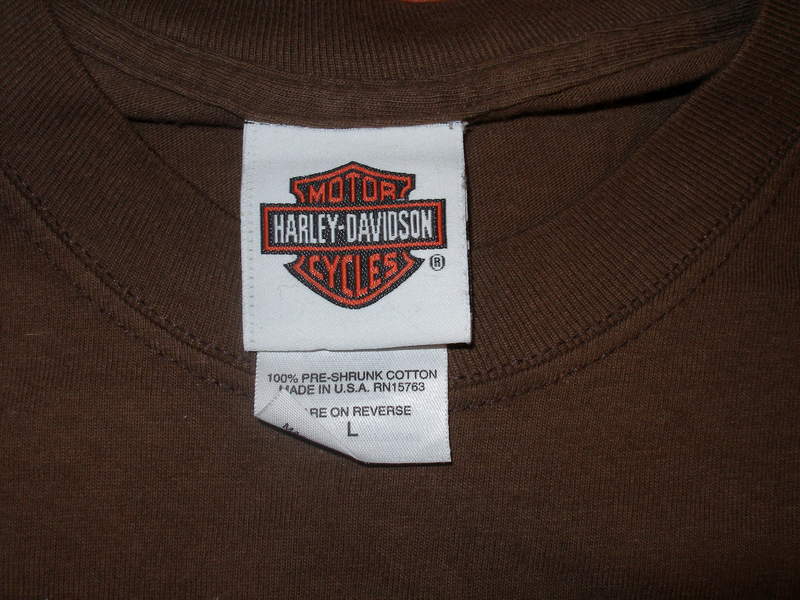 MOTOR
HARLEY-DAVIDSON
CYCLES
®
100% PRE-SHRUNK COTTON
MADE IN U.S.A. RN15763
ARE ON REVERSE
L